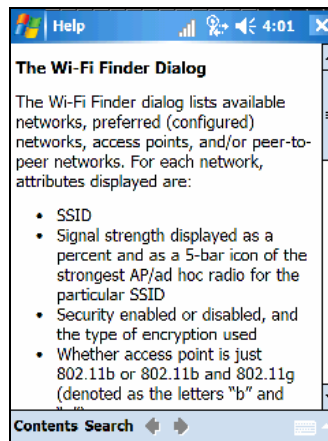 Help 4:01
The Wi-Fi Finder Dialog
The Wi-Fi Finder dialog lists available
networks, preferred (configured)
networks, access points, and/or peer-to-
peer networks. For each network,
attributes displayed are:
• SSID
• Signal strength displayed as a
percent and as a 5-bar icon of the
strongest AP/ad hoc radio for the
particular SSID
• Security enabled or disabled, and
the type of encryption used
• Whether access point is just
802.11b or 802.11b and 802.11g
(denoted as the letters "b" and
Contents Search